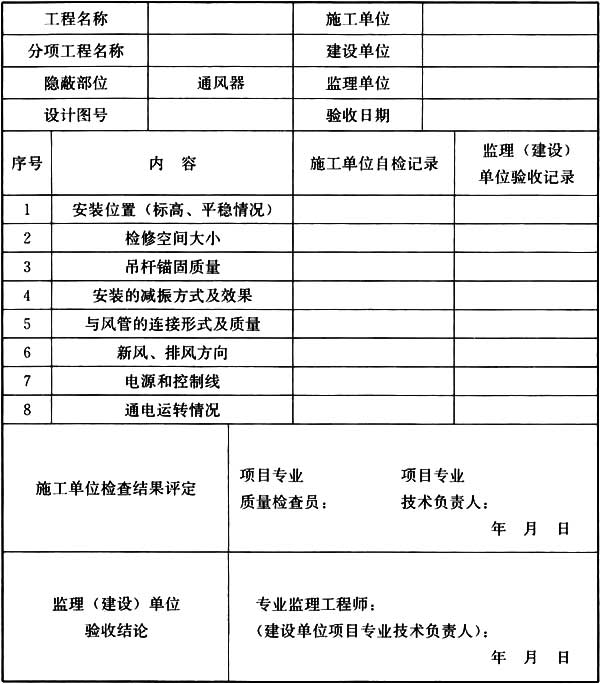 工程名称 施工单位
分项工程名称 建设单位
隐蔽部位 通风器 监理单位
设计图号 验收日期
序号 内 容 施工单位自检记录 监理（建设）
单位验收记录
1 安装位置（标高、平稳情况）
2 检修空间大小
3 吊杆锚固质量
4 安装的减振方式及效果
5 与风管的连接形式及质量
6 新风、排风方向
7 电源和控制线
8 通电运转情况
施工单位检查结果评定
项目专业 项目专业
质量检查员： 技术负责人：
年 月 日
监理（建设）单位
验收结论
专业监理工程师：
（建设单位项目专业技术负责人）：
年 月 日